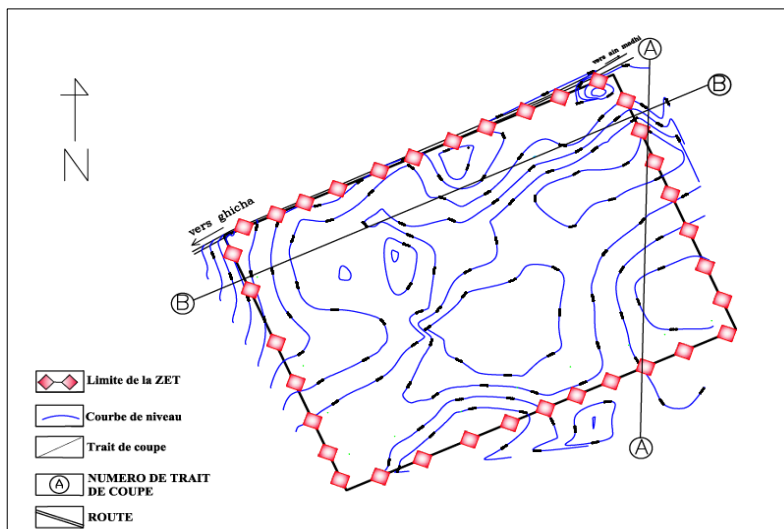 vers ain madhi
A
B
N
vers ghicha
B
Limite de la ZET
Courbe de niveau
Trait de coupe
A
NUMERO DE TRAIT
DE COUPE
A
ROUTE